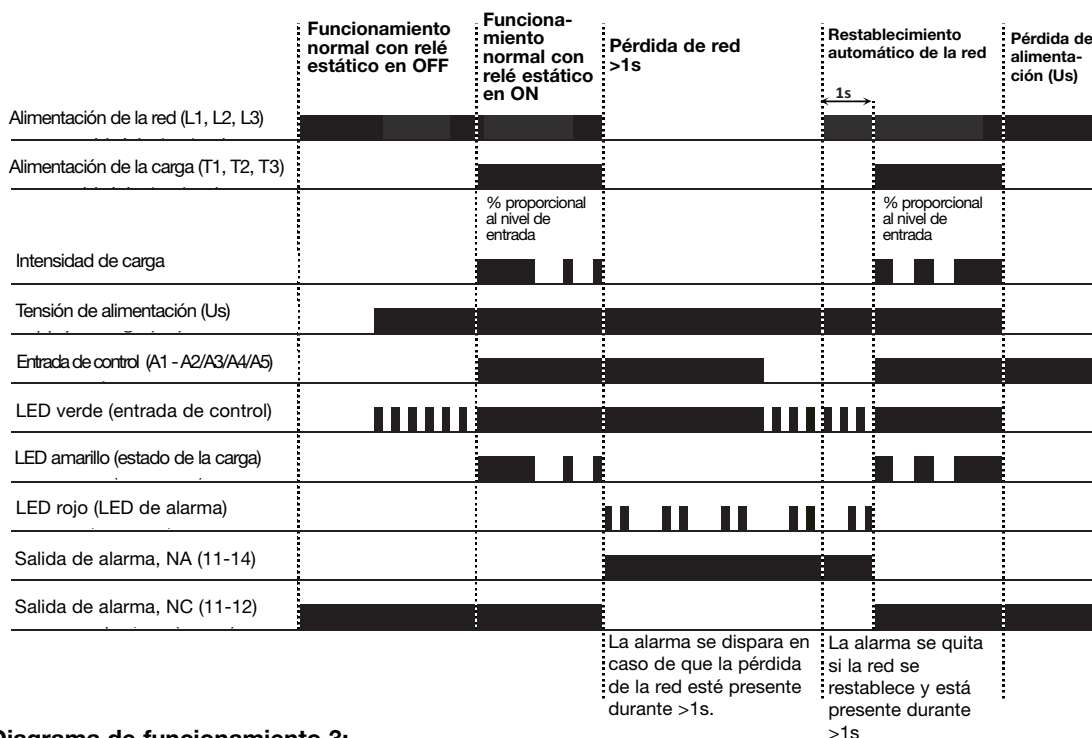 Funcionamiento
normal con relé
estático en OFF
Funciona-
miento
normal con
relé estático
en ON
Pérdida de red
>1s
Restablecimiento
automático de la red
Pérdida de
alimenta-
ción (Us)
1s
Alimentación de la red (L1, L2, L3)
Alimentación de la carga (T1, T2, T3)
% proporcional
al nivel de
entrada
% proporcional
al nivel de
entrada
Intensidad de carga
Tensión de alimentación (Us)
Entrada de control (A1 - A2/A3/A4/A5)
LED verde (entrada de control)
LED amarillo (estado de la carga)
LED rojo (LED de alarma)
Salida de alarma, NA (11-14)
Salida de alarma, NC (11-12)
La alarma se dispara en
caso de que la pérdida
de la red esté presente
durante >1s.
La alarma se quita
si la red se
restablece y está
presente durante
>1s
Diagrama de funcionamiento 3: